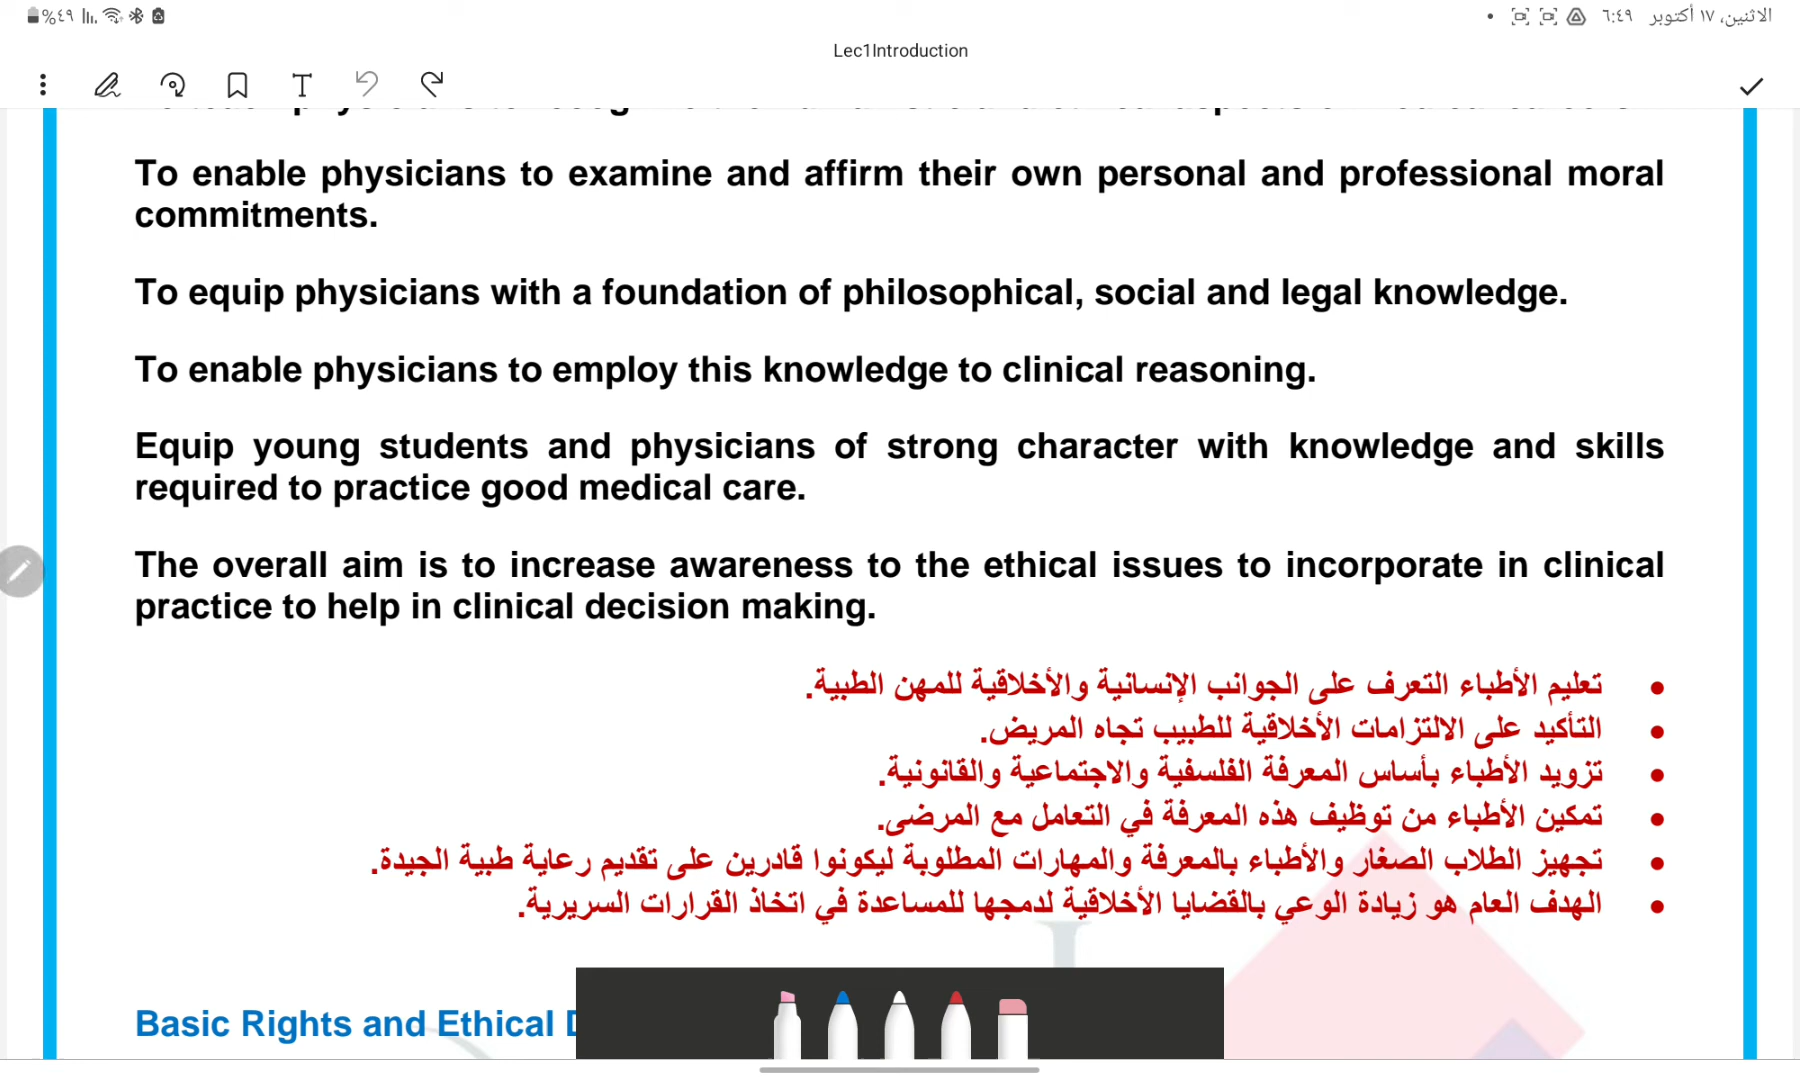 %٤٩
الاثنين، ١٧ أكتوبر ٦:٤٩
Lec1Introduction
T
To enable physicians to examine and affirm their own personal and professional moral
commitments.
To equip physicians with a foundation of philosophical, social and legal knowledge.
To enable physicians to employ this knowledge to clinical reasoning.
Equip young students and physicians of strong character with knowledge and skills
required to practice good medical care.
The overall aim is to increase awareness to the ethical issues to incorporate in clinical
practice to help in clinical decision making.
• تعليم الأطباء التعرف على الجوانب الإنسانية والأخلاقية للمهن الطبية.
• التأكيد على الالتزامات الأخلاقية للطبيب تجاه المريض.
• تزويد الأطباء بأساس المعرفة الفلسفية والاجتماعية والقانونية.
• تمكين الأطباء من توظيف هذه المعرفة في التعامل مع المرضى.
• تجهيز الطلاب الصغار والأطباء بالمعرفة والمهارات المطلوبة ليكونوا قادرين على تقديم رعاية طبية الجيدة.
• الهدف العام هو زيادة الوعي بالقضايا الأخلاقية لدمجها للمساعدة في اتخاذ القرارات السريرية.
Basic Rights and Ethical